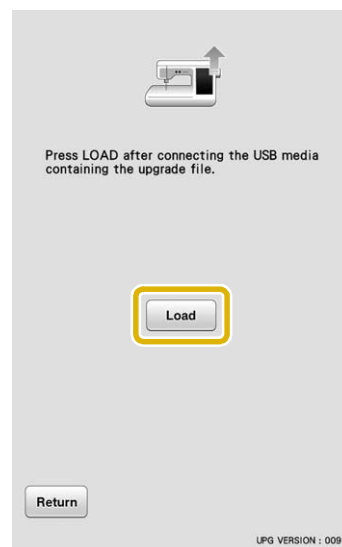 Press LOAD after connecting the USB media
containing the upgrade file.
Load
Return
UPG VERSION : 009